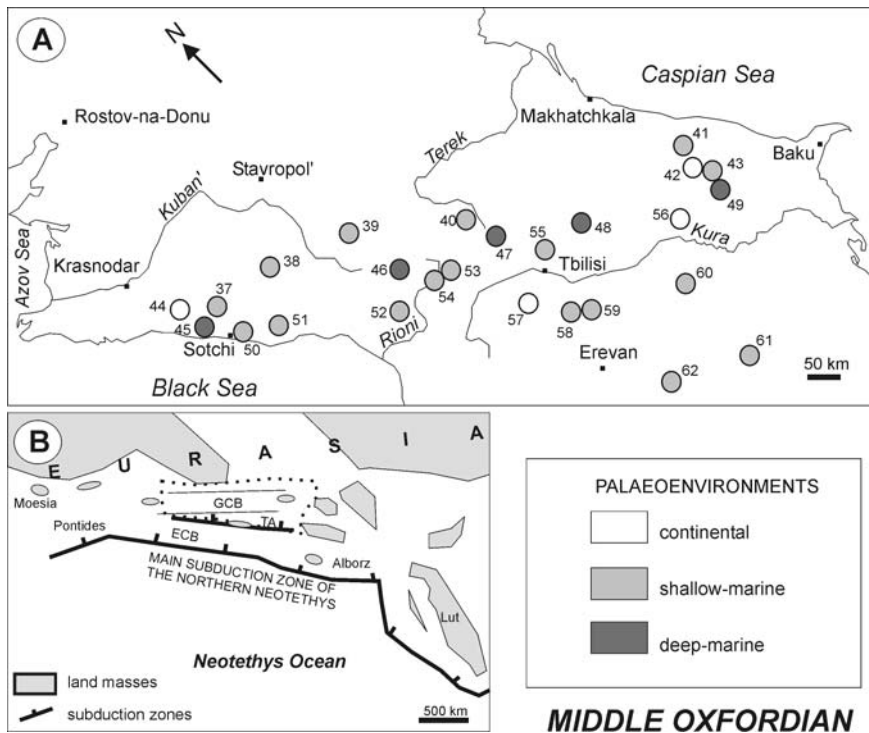 A
N
Caspian Sea
Rostov-na-Donu
Makhatchkala
Terek
Stavropol'
Kuban'
Baku
41
42
43
49
39
40
47
48
55
56
Kura
Azov Sea
Krasnodar
38
46
53
54
Tbilisi
60
44
37
45
Sotchi
50
51
52
Rioni
57
58
59
61
Erevan
62
50 km
Black Sea
B
E U R A S I A
Moesia
GCB
TA
Pontides
ECB
Alborz
MAIN SUBDUCTION ZONE OF
THE NORTHERN NEOTETHYS
Lut
Neotethys Ocean
land masses
subduction zones
500 km
PALAEOENVIRONMENTS
continental
shallow-marine
deep-marine
MIDDLE OXFORDIAN